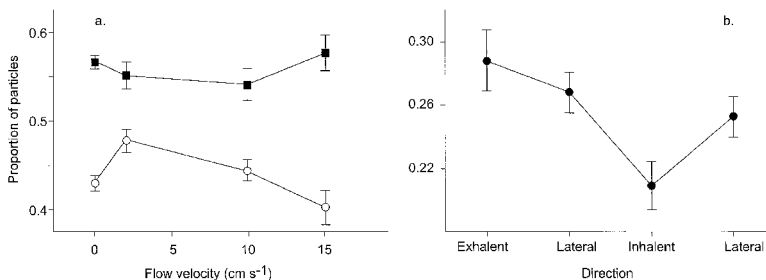 a.
0.6
0.5
0.4
Proportion of particles
0 5 10 15
Flow velocity (cm s-1)
b.
0.30
0.26
0.22
Exhalent Lateral Inhalent Lateral
Direction